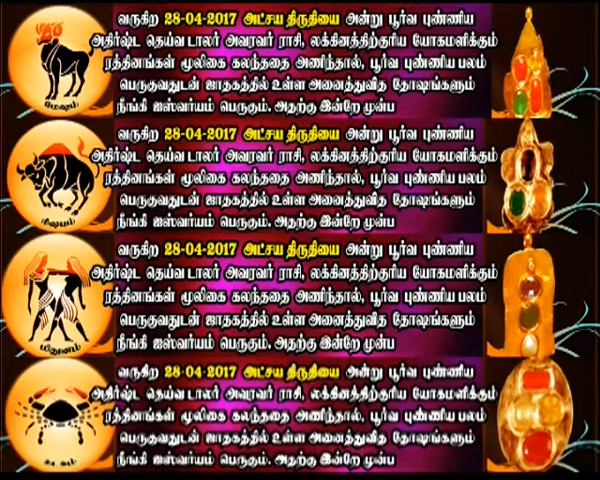 வருகிற 28-04-2017 அட்சய திருதியை அன்று பூர்வ புண்ணிய
அதிர்ஷ்ட தெய்வ டாலர் அவரவர் ராசி, லக்கினத்திற்குரிய யோகமளிக்கும்
ரத்தினங்கள் மூலிகை கலந்ததை அணிந்தால், பூர்வ புண்ணிய பலம்
பெருகுவதுடன் ஜாதகத்தில் உள்ள அனைத்துவித தோஷங்களும்
நீங்கி ஐஸ்வர்யம் பெருகும். அதற்கு இன்றே முன்ப
மேஷம்
வருகிற 28-04-2017 அட்சய திருதியை அன்று பூர்வ புண்ணிய
அதிர்ஷ்ட தெய்வ டாலர் அவரவர் ராசி, லக்கினத்திற்குரிய யோகமளிக்கும்
ரத்தினங்கள் மூலிகை கலந்ததை அணிந்தால், பூர்வ புண்ணிய பலம்
பெருகுவதுடன் ஜாதகத்தில் உள்ள அனைத்துவித தோஷங்களும்
நீங்கி ஐஸ்வர்யம் பெருகும். அதற்கு இன்றே முன்ப
ரிஷபம்
வருகிற 28-04-2017 அட்சய திருதியை அன்று பூர்வ புண்ணிய
அதிர்ஷ்ட தெய்வ டாலர் அவரவர் ராசி, லக்கினத்திற்குரிய யோகமளிக்கும்
ரத்தினங்கள் மூலிகை கலந்ததை அணிந்தால், பூர்வ புண்ணிய பலம்
பெருகுவதுடன் ஜாதகத்தில் உள்ள அனைத்துவித தோஷங்களும்
நீங்கி ஐஸ்வர்யம் பெருகும். அதற்கு இன்றே முன்ப
மிதுனம்
வருகிற 28-04-2017 அட்சய திருதியை அன்று பூர்வ புண்ணிய
அதிர்ஷ்ட தெய்வ டாலர் அவரவர் ராசி, லக்கினத்திற்குரிய யோகமளிக்கும்
ரத்தினங்கள் மூலிகை கலந்ததை அணிந்தால், பூர்வ புண்ணிய பலம்
பெருகுவதுடன் ஜாதகத்தில் உள்ள அனைத்துவித தோஷங்களும்
நீங்கி ஐஸ்வர்யம் பெருகும். அதற்கு இன்றே முன்ப
கடகம்